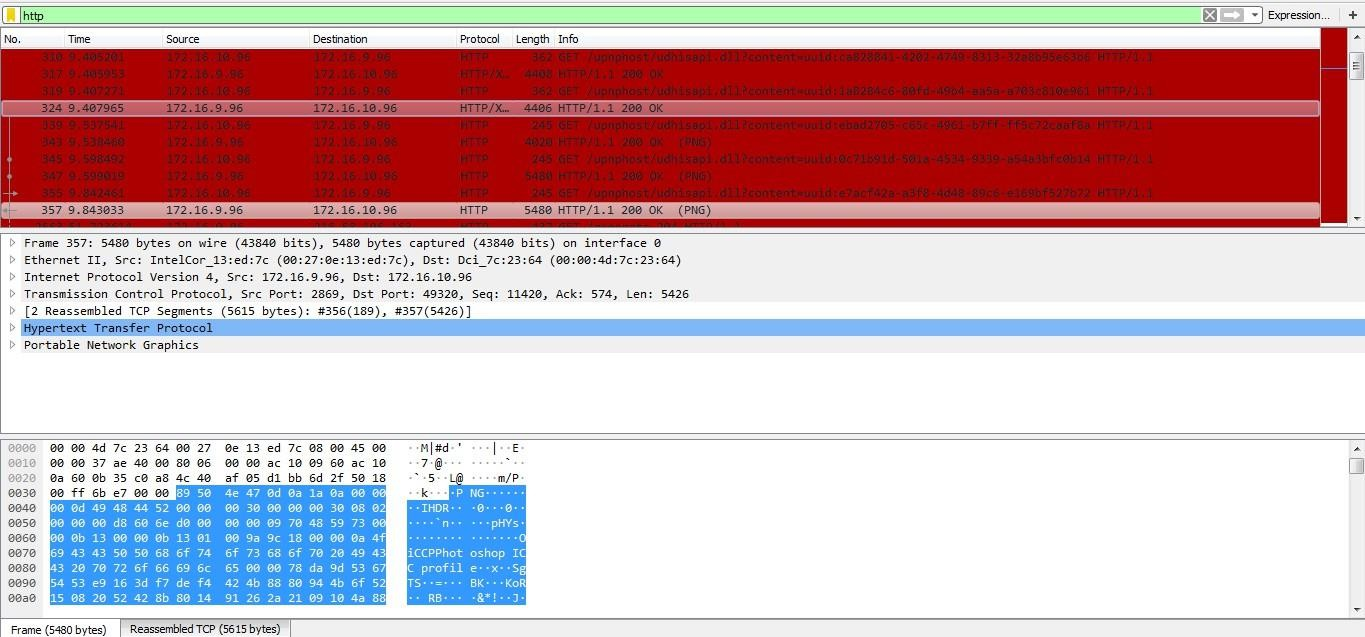 http Expression... +
No. Time Source Destination Protocol Length Info
310 9.405201 172.16.10.96 172.16.9.96 HTTP 362 GET /upnphost/udhisapi.dll?content=uuid:ca828841-4202-4749-8313-32a8b95e63b6 HTTP/1.1
317 9.405953 172.16.9.96 172.16.10.96 HTTP/X… 4408 HTTP/1.1 200 OK
319 9.407271 172.16.10.96 172.16.9.96 HTTP 362 GET /upnphost/udhisapi.dll?content=uuid:1a8284c6-80fd-49b4-aa5a-a703c810e961 HTTP/1.1
324 9.407965 172.16.9.96 172.16.10.96 HTTP/X… 4406 HTTP/1.1 200 OK
339 9.537541 172.16.10.96 172.16.9.96 HTTP 245 GET /upnphost/udhisapi.dll?content=uuid:ebad2705-c65c-4961-b7ff-ff5c72caaf8a HTTP/1.1
343 9.538460 172.16.9.96 172.16.10.96 HTTP 4020 HTTP/1.1 200 OK (PNG)
345 9.598492 172.16.10.96 172.16.9.96 HTTP 245 GET /upnphost/udhisapi.dll?content=uuid:0c71b91d-501a-4534-9339-a54a3bfc0b14 HTTP/1.1
347 9.599019 172.16.9.96 172.16.10.96 HTTP 5480 HTTP/1.1 200 OK (PNG)
355 9.842461 172.16.10.96 172.16.9.96 HTTP 245 GET /upnphost/udhisapi.dll?content=uuid:e7acf42a-a3f8-4d48-89c6-e169bf527b72 HTTP/1.1
357 9.843033 172.16.9.96 172.16.10.96 HTTP 5480 HTTP/1.1 200 OK (PNG)
Frame 357: 5480 bytes on wire (43840 bits), 5480 bytes captured (43840 bits) on interface 0
Ethernet II, Src: IntelCor_13:ed:7c (00:27:0e:13:ed:7c), Dst: Dci_7c:23:64 (00:00:4d:7c:23:64)
Internet Protocol Version 4, Src: 172.16.9.96, Dst: 172.16.10.96
Transmission Control Protocol, Src Port: 2869, Dst Port: 49320, Seq: 11420, Ack: 574, Len: 5426
[2 Reassembled TCP Segments (5615 bytes): #356(189), #357(5426)]
Hypertext Transfer Protocol
Portable Network Graphics
0000 00 00 4d 7c 23 64 00 27 0e 13 ed 7c 08 00 45 00 ··M|#d·' ···|··E·
0010 00 00 37 ae 40 00 80 06 00 00 ac 10 09 60 ac 10 ··7·@··· ·····`··
0020 0a 60 0b 35 c0 a8 4c 40 af 05 d1 bb 6d 2f 50 18 ·`·5··L@ ····m/P·
0030 00 ff 6b e7 00 00 89 50 4e 47 0d 0a 1a 0a 00 00 ··k····P NG······
0040 00 0d 49 48 44 52 00 00 00 30 00 00 00 30 08 02 ··IHDR·· ·0···0··
0050 00 00 00 d8 60 6e d0 00 00 00 09 70 48 59 73 00 ····`n·· ···pHYs·
0060 00 0b 13 00 00 0b 13 01 00 9a 9c 18 00 00 0a 4f ········ ·······O
0070 69 43 43 50 50 68 6f 74 6f 73 68 6f 70 20 49 43 iCCPPhot oshop IC
0080 43 20 70 72 6f 66 69 6c 65 00 00 78 da 9d 53 67 C profil e··x··Sg
0090 54 53 e9 16 3d f7 de f4 42 4b 88 80 94 4b 6f 52 TS··=··· BK···KoR
00a0 15 08 20 52 42 8b 80 14 91 26 2a 21 09 10 4a 88 ·· RB··· ·&*!··J·
Frame (5480 bytes) Reassembled TCP (5615 bytes)